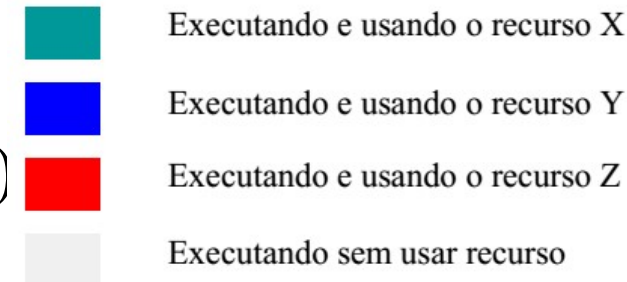 Executando e usando o recurso X
Executando e usando o recurso Y
Executando e usando o recurso Z
Executando sem usar recurso